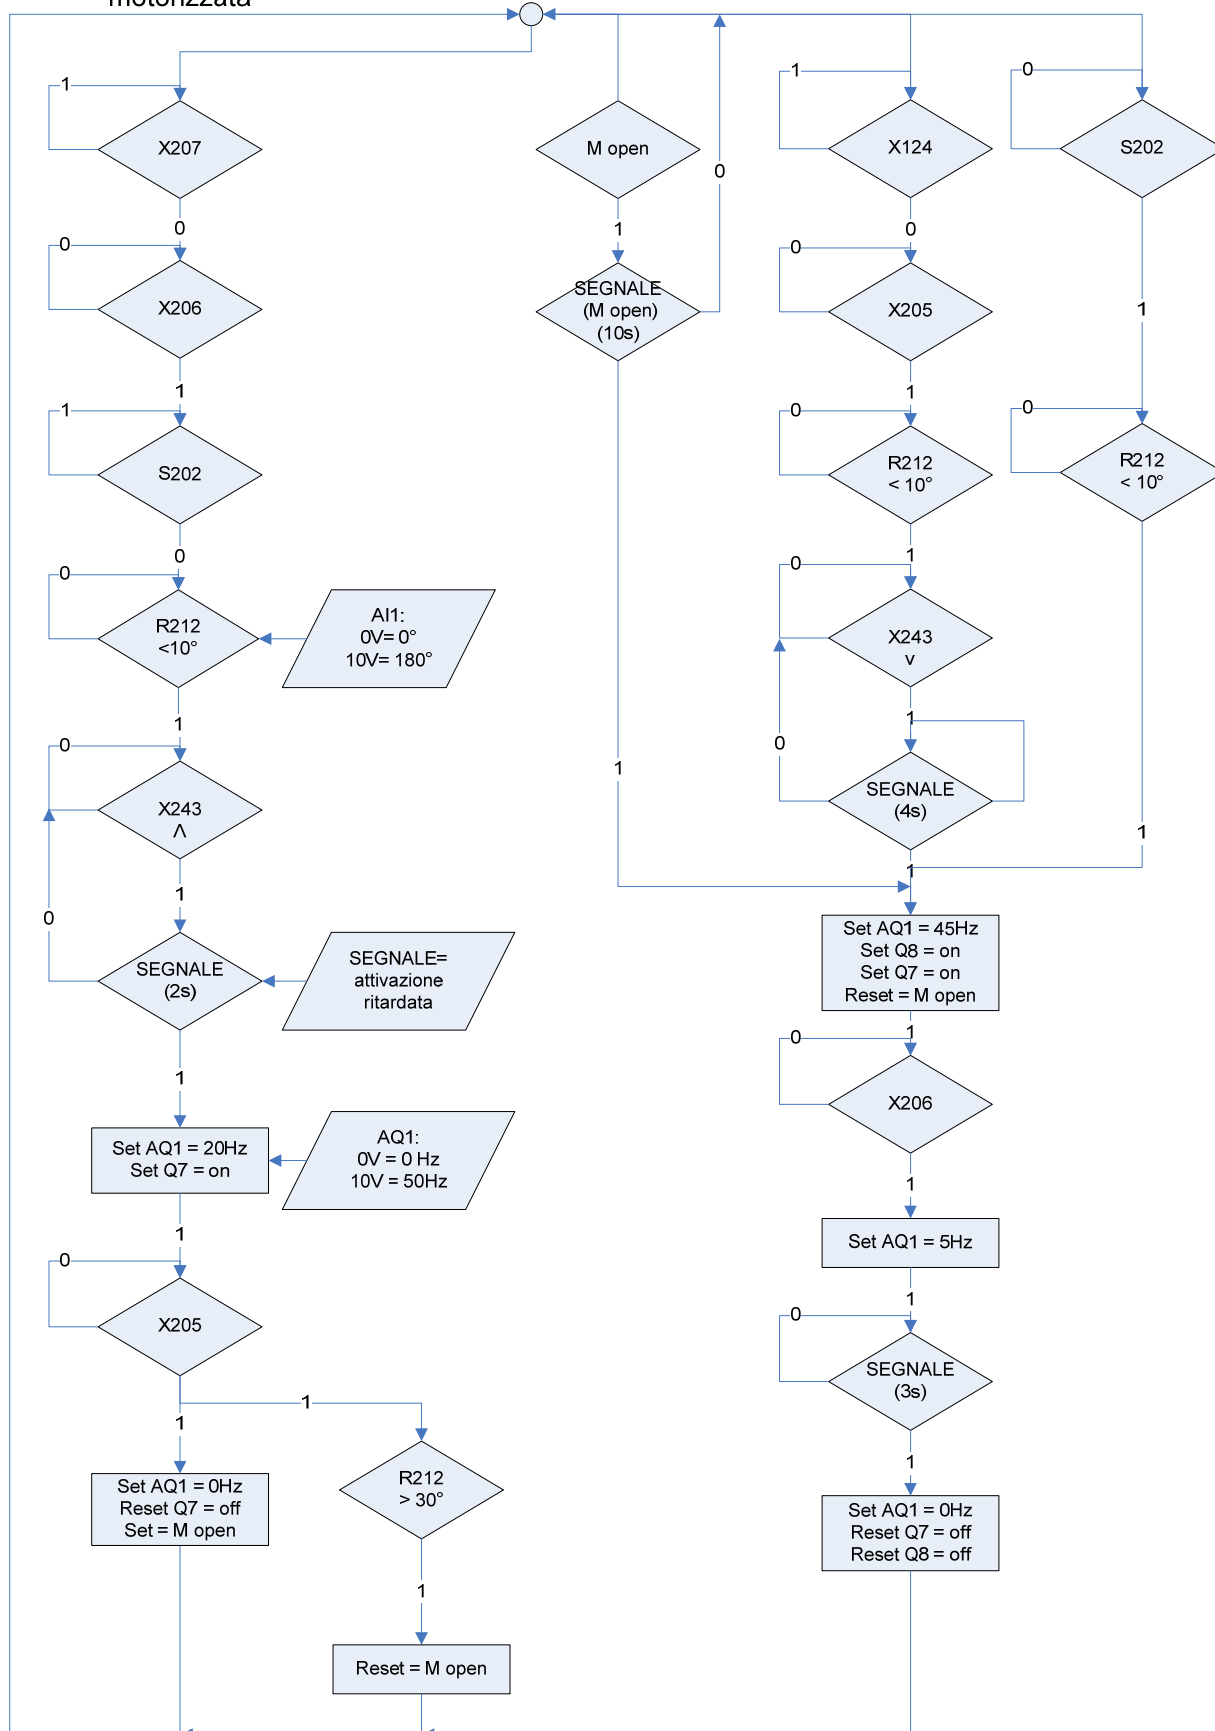 motorizzata
1
X207
0
0
X206
1
1
S202
0
0
R212
<10°
AI1:
0V= 0°
10V= 180°
1
0
X243
Λ
1
0
SEGNALE
(2s)
SEGNALE=
attivazione
ritardata
1
Set AQ1 = 20Hz
Set Q7 = on
AQ1:
0V = 0 Hz
10V = 50Hz
1
0
X205
1
1
Set AQ1 = 0Hz
Reset Q7 = off
Set = M open
R212
> 30°
1
Reset = M open
M open
0
1
SEGNALE
(M open)
(10s)
1
1
X124
0
0
X205
1
0
R212
< 10°
1
0
X243
v
1
0
SEGNALE
(4s)
1
0
S202
1
0
R212
< 10°
1
Set AQ1 = 45Hz
Set Q8 = on
Set Q7 = on
Reset = M open
1
0
X206
1
Set AQ1 = 5Hz
1
0
SEGNALE
(3s)
1
Set AQ1 = 0Hz
Reset Q7 = off
Reset Q8 = off